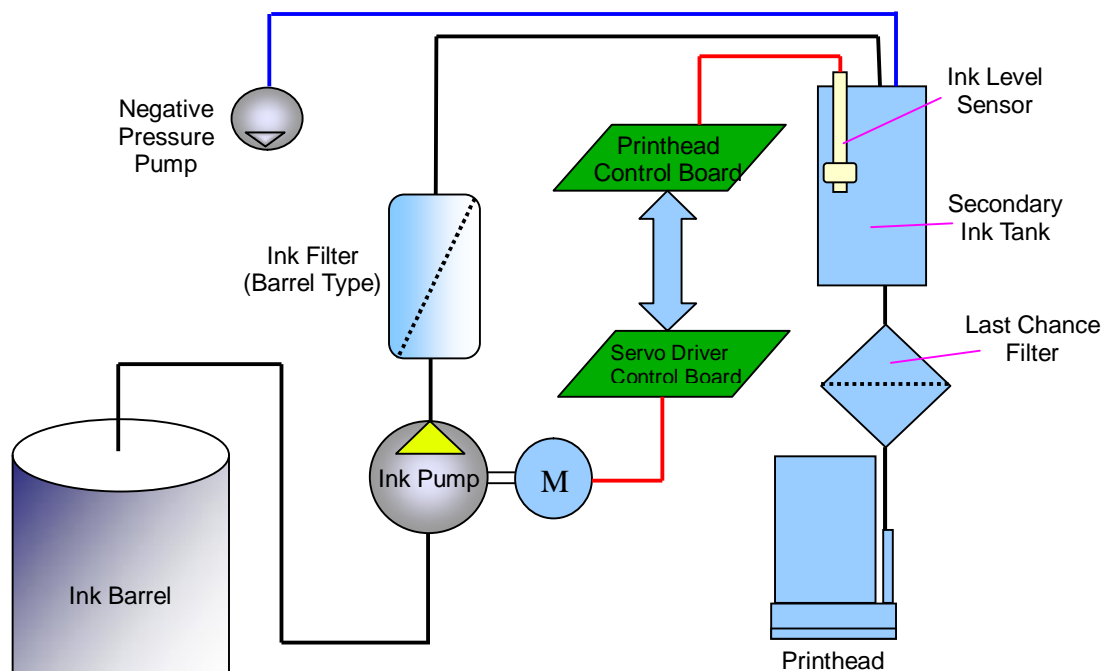 Negative
Pressure
Pump
Ink Level
Sensor
Printhead
Control Board
Secondary
Ink Tank
Ink Filter
(Barrel Type)
Last Chance
Filter
Servo Driver
Control Board
Ink Pump
M
Ink Barrel
Printhead